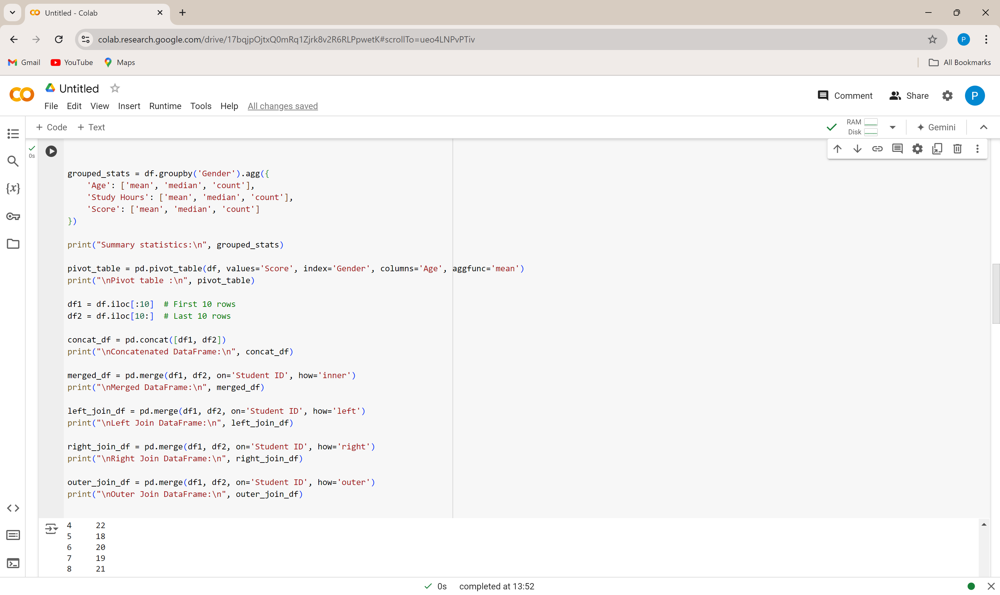 Untitled - Colab
colab.research.google.com/drive/17bqjpOjtxQ0mRq1Zjrk8v2R6RLPpwetK#scrollTo=ueo4LNPvPTiv
P
Gmail YouTube Maps All Bookmarks
CO Untitled
Comment Share P
File Edit View Insert Runtime Tools Help All changes saved
+ Code + Text RAM Disk Gemini
{x}
0s
grouped_stats = df.groupby('Gender').agg({
    'Age': ['mean', 'median', 'count'],
    'Study Hours': ['mean', 'median', 'count'],
    'Score': ['mean', 'median', 'count']
})
print("Summary statistics:\n", grouped_stats)
pivot_table = pd.pivot_table(df, values='Score', index='Gender', columns='Age', aggfunc='mean')
print("\nPivot table :\n", pivot_table)
df1 = df.iloc[:10]  # First 10 rows
df2 = df.iloc[10:]  # Last 10 rows
concat_df = pd.concat([df1, df2])
print("\nConcatenated DataFrame:\n", concat_df)
merged_df = pd.merge(df1, df2, on='Student ID', how='inner')
print("\nMerged DataFrame:\n", merged_df)
left_join_df = pd.merge(df1, df2, on='Student ID', how='left')
print("\nLeft Join DataFrame:\n", left_join_df)
right_join_df = pd.merge(df1, df2, on='Student ID', how='right')
print("\nRight Join DataFrame:\n", right_join_df)
outer_join_df = pd.merge(df1, df2, on='Student ID', how='outer')
print("\nOuter Join DataFrame:\n", outer_join_df)
4 22
5 18
6 20
7 19
8 21
0s completed at 13:52